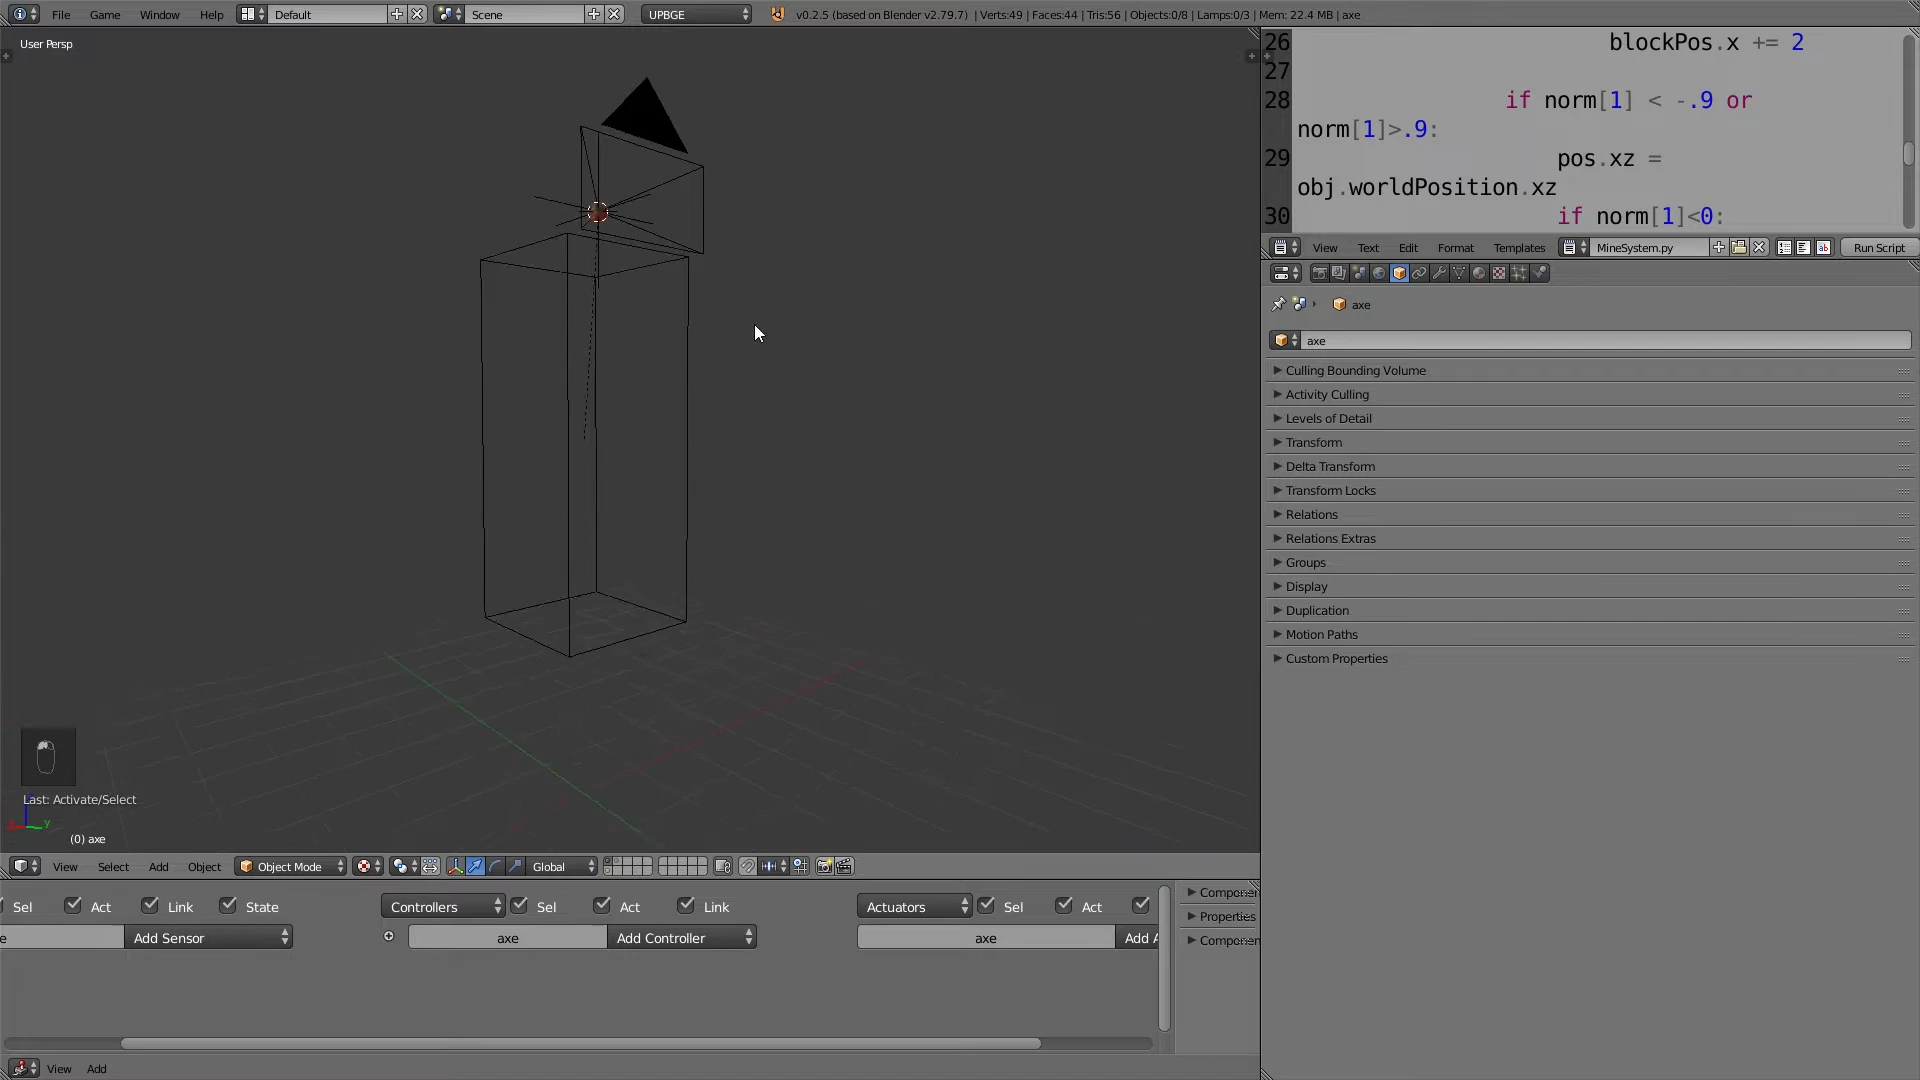 File Game Window Help Default Scene UPBGE v0.2.5 (based on Blender v2.79.7) | Verts:49 | Faces:44 | Tris:56 | Objects:0/8 | Lamps:0/3 | Mem: 22.4 MB | axe
User Persp
26 blockPos.x += 2
27
28 if norm[1] < -.9 or
norm[1]>.9:
29 pos.xz =
obj.worldPosition.xz
30 if norm[1]<0:
View Text Edit Format Templates MineSystem.py Run Script
axe
axe
Culling Bounding Volume
Activity Culling
Levels of Detail
Transform
Delta Transform
Transform Locks
Relations
Relations Extras
Groups
Display
Duplication
Motion Paths
Custom Properties
Last: Activate/Select
y
(0) axe
View Select Add Object Object Mode Global
Sel Act Link State Controllers Sel Act Link Actuators Sel Act
e Add Sensor axe Add Controller axe Add A
Componen
Properties
Componen
View Add